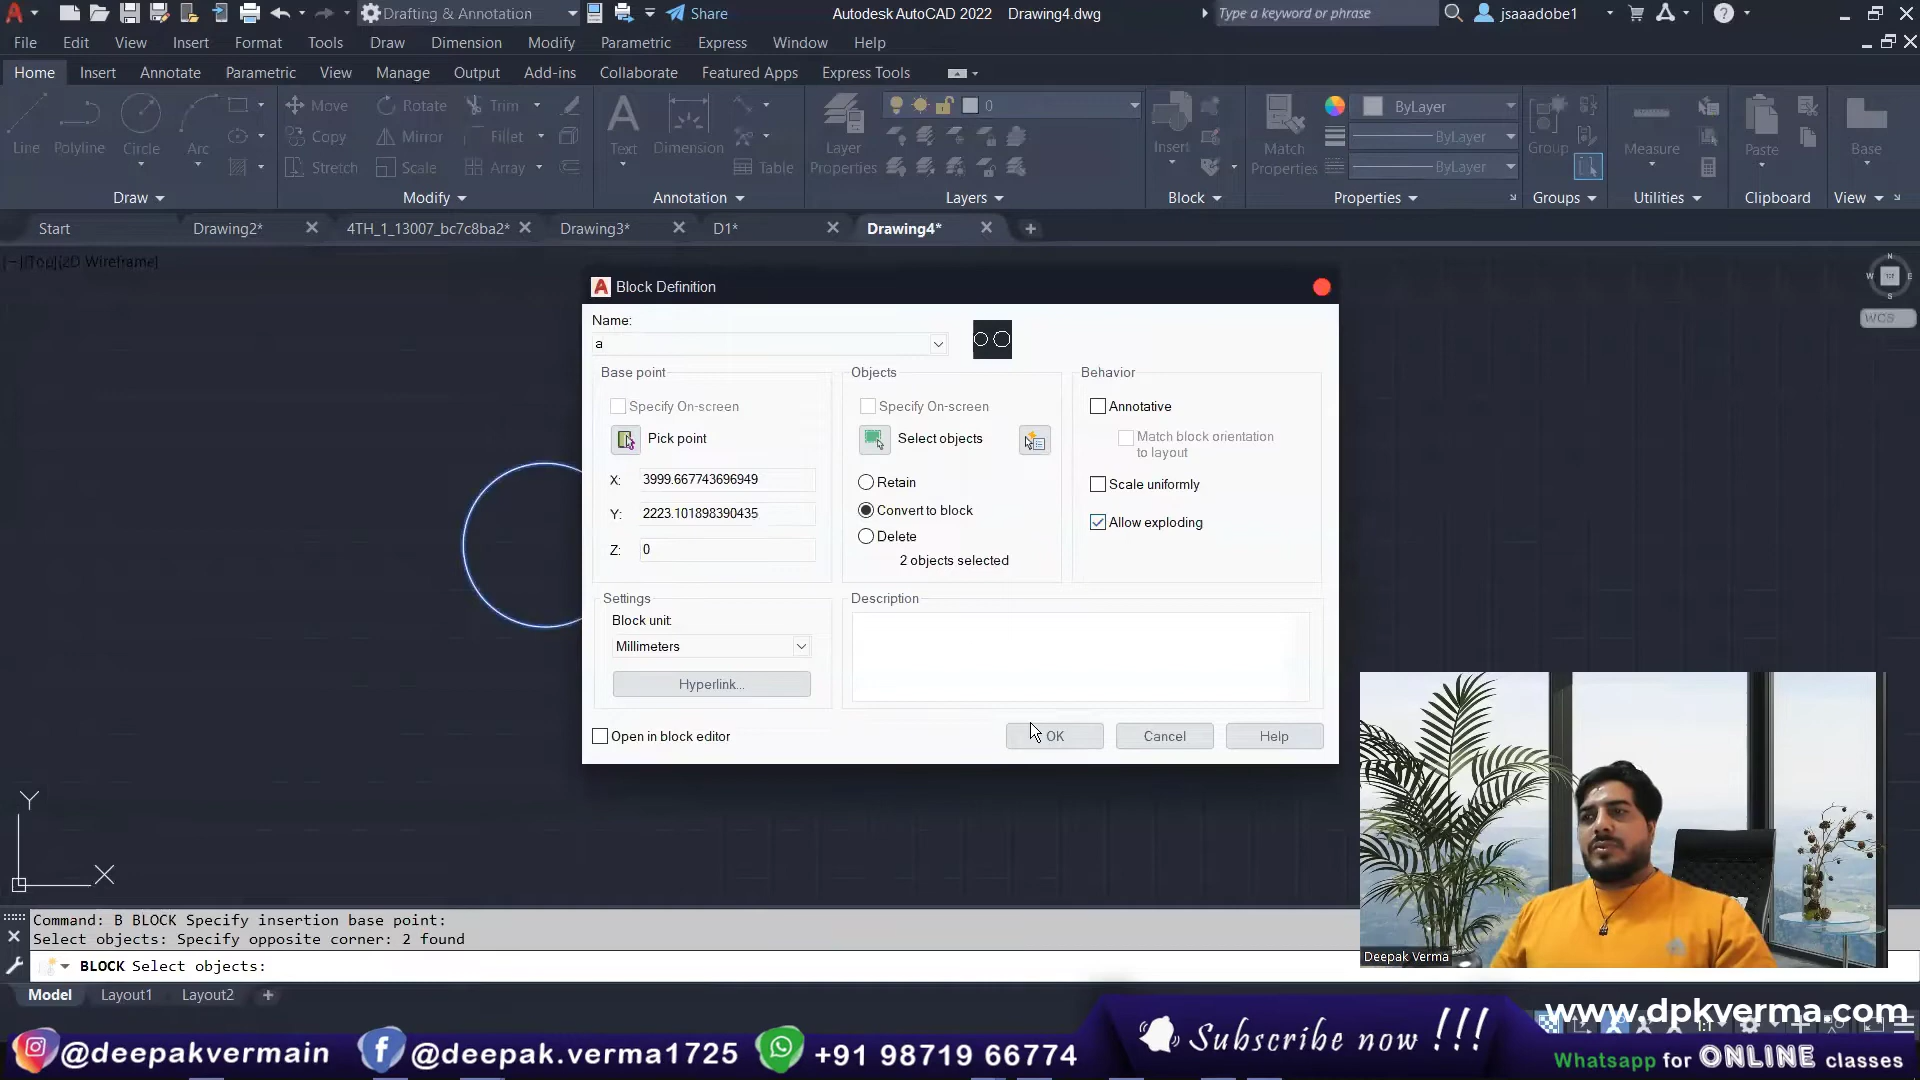 Drafting & Annotation
Share
Autodesk AutoCAD 2022 Drawing4.dwg
Type a keyword or phrase
jsaaadobe1
File Edit View Insert Format Tools Draw Dimension Modify Parametric Express Window Help
Home Insert Annotate Parametric View Manage Output Add-ins Collaborate Featured Apps Express Tools
Line Polyline Circle Arc
Move Rotate Trim
Copy Mirror Fillet
Stretch Scale Array
Text Dimension Table
Layer Properties
0
Insert
Match Properties
ByLayer
ByLayer
ByLayer
Group
Measure
Paste
Base
Draw Modify Annotation Layers Block Properties Groups Utilities Clipboard View
Start Drawing2* 4TH_1_13007_bc7c8ba2* Drawing3* D1* Drawing4*
[−][Top][2D Wireframe]
N
W TOP E
S
WCS
Block Definition
Name:
a
Base point
Specify On-screen
Pick point
X: 3999.667743696949
Y: 2223.101898390435
Z: 0
Objects
Specify On-screen
Select objects
Retain
Convert to block
Delete
2 objects selected
Behavior
Annotative
Match block orientation
to layout
Scale uniformly
Allow exploding
Settings
Block unit:
Millimeters
Hyperlink...
Description
Open in block editor
OK Cancel Help
Y
X
Deepak Verma
Command: B BLOCK Specify insertion base point:
Select objects: Specify opposite corner: 2 found
BLOCK Select objects:
Model Layout1 Layout2
@deepakvermain
@deepak.verma1725
+91 98719 66774
Subscribe now !!!
www.dpkverma.com
Whatsapp for ONLINE classes